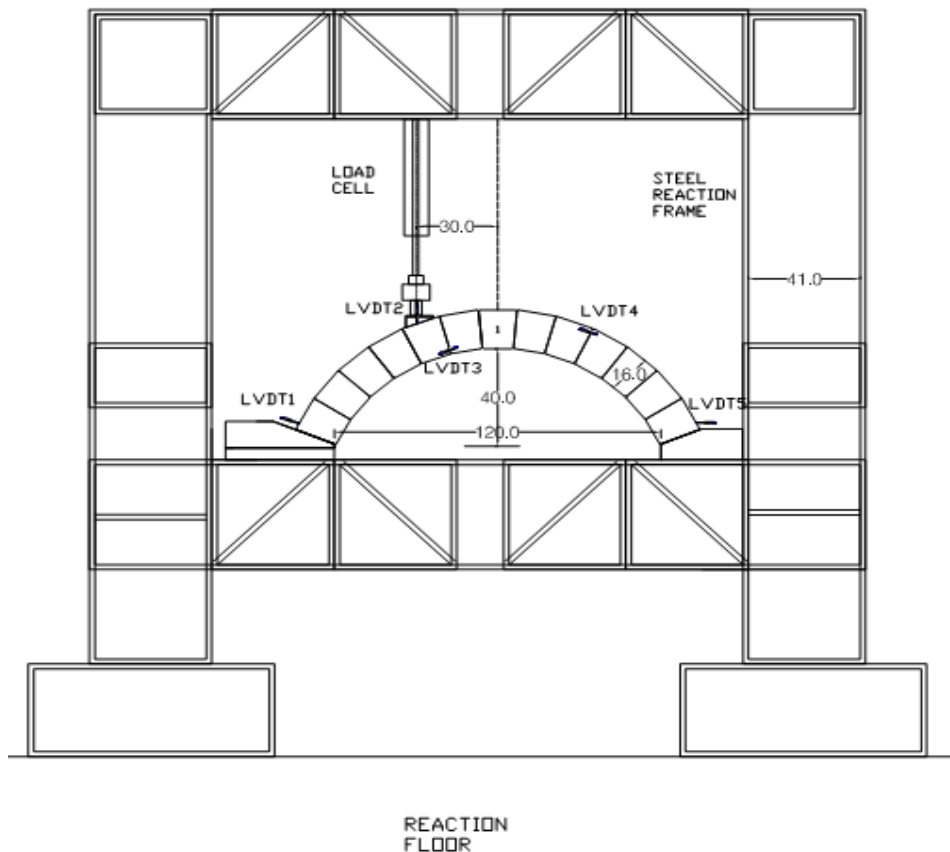 LOAD
CELL
STEEL
REACTION
FRAME
30.0
41.0
LVDT2
LVDT4
1
LVDT3
16.0
LVDT1
40.0
LVDT5
120.0
REACTION
FLOOR